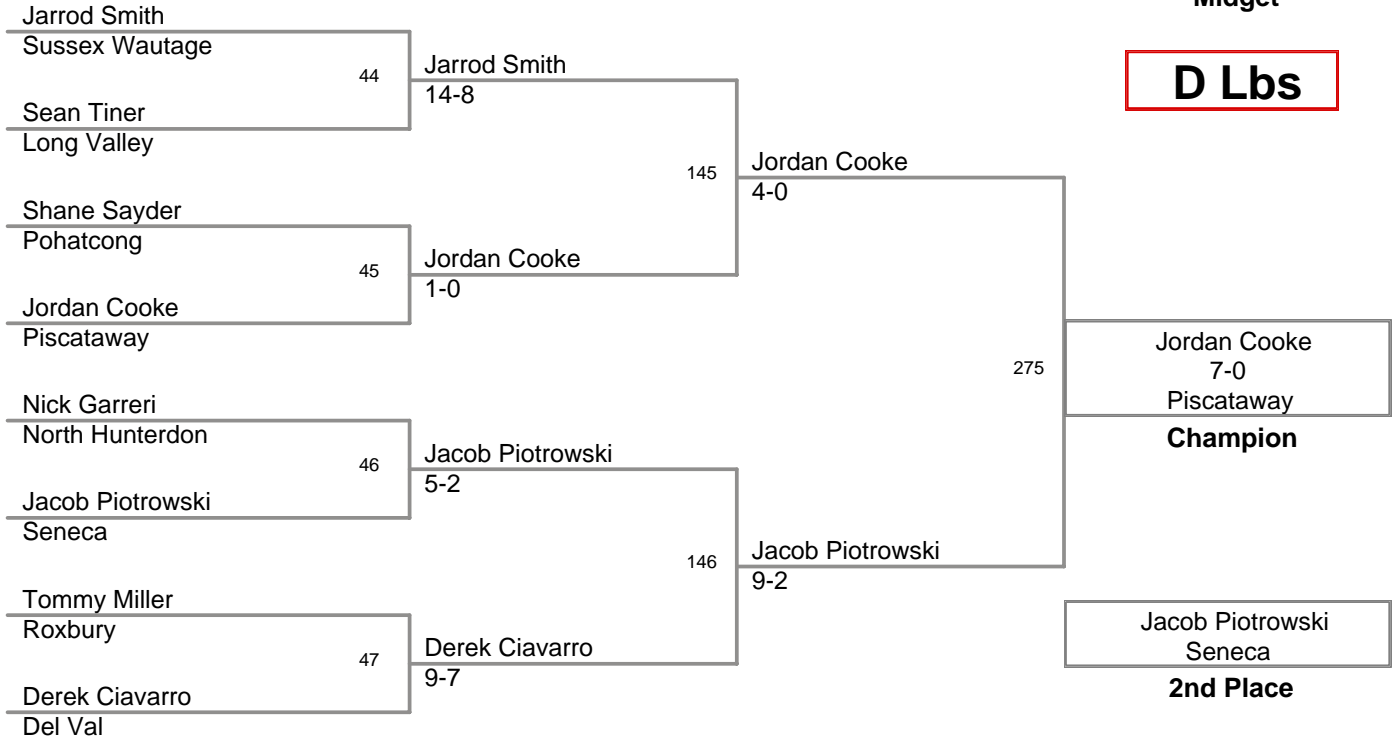 Midget
D Lbs
Jarrod Smith
Sussex Wautage
44
Sean Tiner
Long Valley
Jarrod Smith
14-8
145
Shane Sayder
Pohatcong
45
Jordan Cooke
Piscataway
Jordan Cooke
1-0
Jordan Cooke
4-0
Nick Garreri
North Hunterdon
46
Jacob Piotrowski
Seneca
Jacob Piotrowski
5-2
146
Tommy Miller
Roxbury
47
Derek Ciavarro
Del Val
Derek Ciavarro
9-7
Jacob Piotrowski
9-2
275
Jordan Cooke
7-0
Piscataway
Champion
Jacob Piotrowski
Seneca
2nd Place